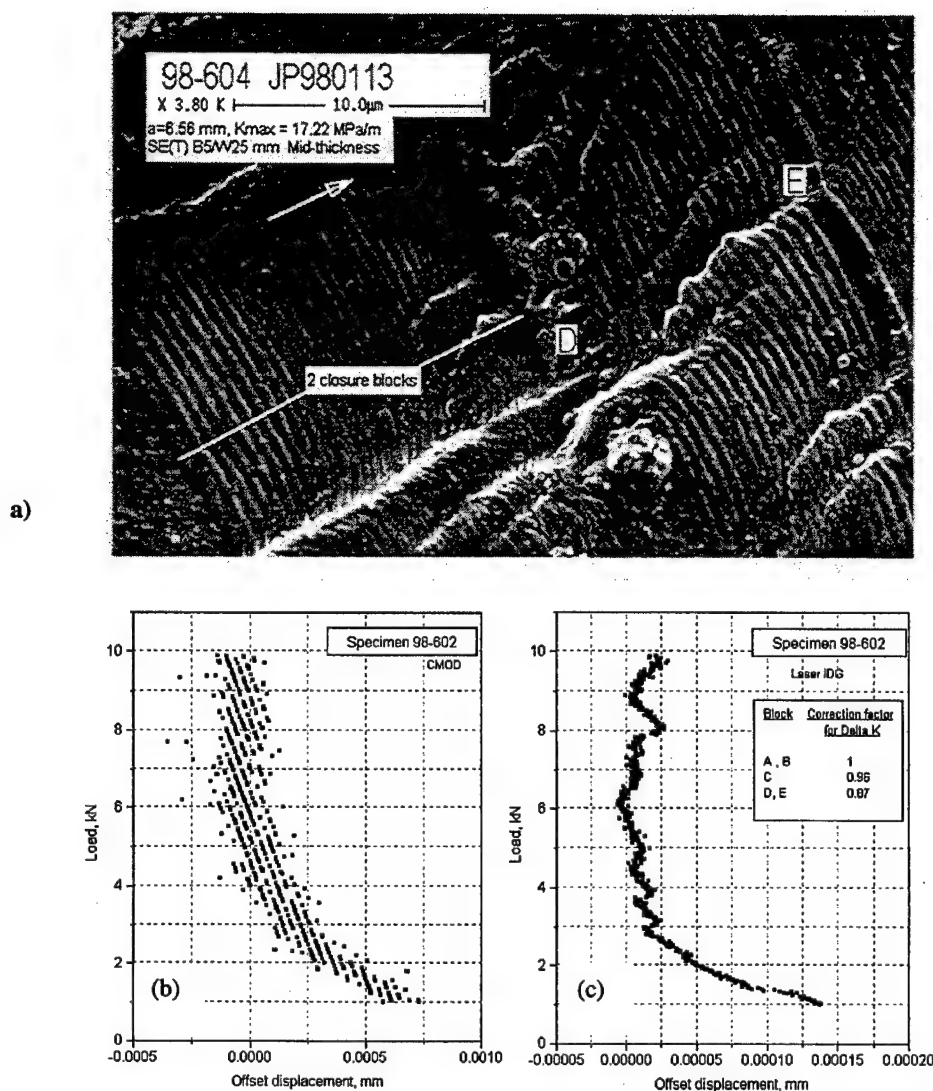 98-604 JP980113
X 3.80 K 10.0µm
a=6.56 mm, Kmax = 17.22 MPa/m
SE(T) B5/W25 mm Mid-thickness
E
D
2 closure blocks
a)
Specimen 98-602
CMOD
10
8
6
4
2
0
Load, kN
(b)
-0.0005 0.0000 0.0005 0.0010
Offset displacement, mm
Specimen 98-602
Laser IDG
Block Correction factor
for Delta K
A , B 1
C 0.96
D, E 0.87
10
8
6
4
2
0
Load, kN
(c)
-0.00005 0.00000 0.00005 0.00010 0.00015 0.00020
Offset displacement, mm